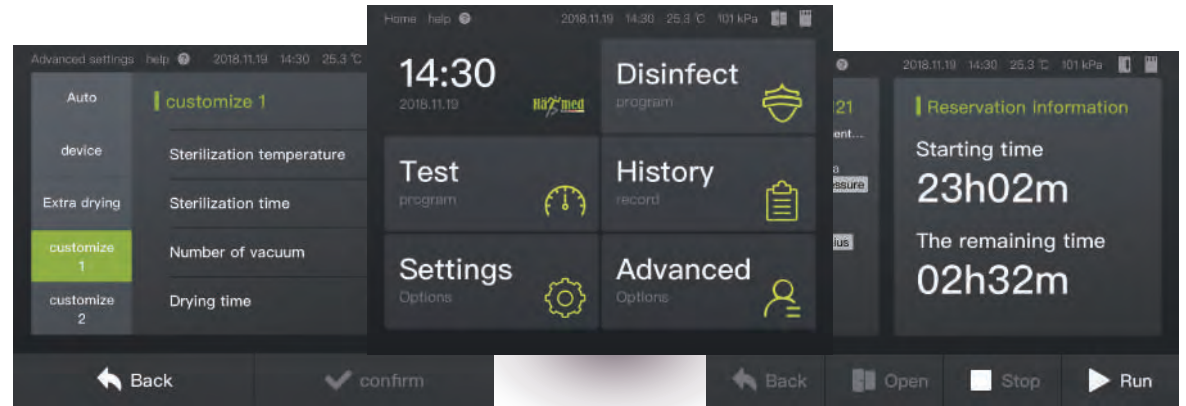 Advanced settings help ? 2018.11.19 14:30 25.3 ℃
Auto
device
Extra drying
customize
1
customize
2
customize 1
Sterilization temperature
Sterilization time
Number of vacuum
Drying time
Back
confirm
Home help ? 2018.11.19 14:30 25.3 ℃ 101 kPa
14:30
2018.11.19
med
Disinfect
program
Test
program
History
record
Settings
Options
Advanced
Options
? 2018.11.19 14:30 25.3 ℃ 101 kPa
21
ent...
a
ssure
ius
Reservation Information
Starting time
23h02m
The remaining time
02h32m
Back
Open
Stop
Run